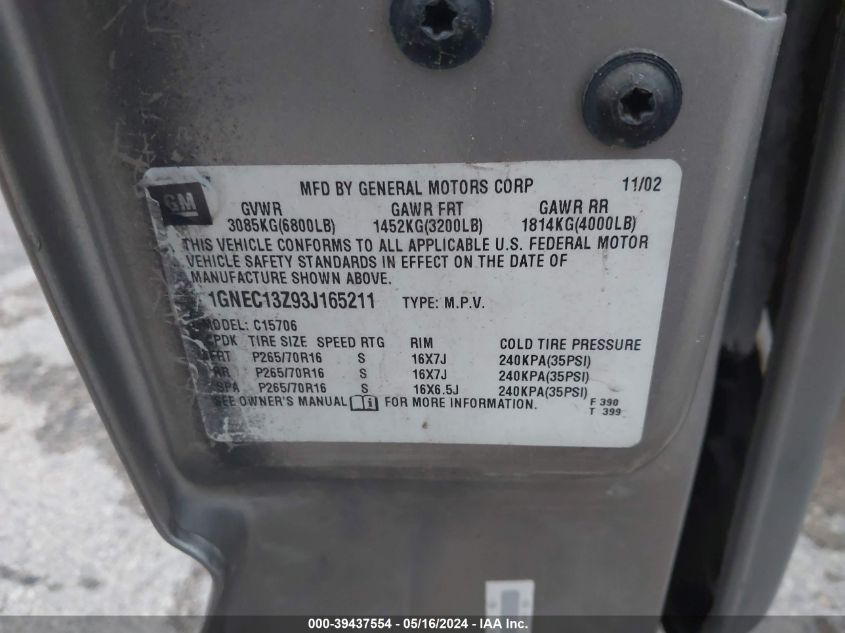 GM
MFD BY GENERAL MOTORS CORP 11/02
GVWR GAWR FRT GAWR RR
3085KG(6800LB) 1452KG(3200LB) 1814KG(4000LB)
THIS VEHICLE CONFORMS TO ALL APPLICABLE U.S. FEDERAL MOTOR
VEHICLE SAFETY STANDARDS IN EFFECT ON THE DATE OF
MANUFACTURE SHOWN ABOVE.
1GNEC13Z93J165211 TYPE: M.P.V.
MODEL: C15706
PDK TIRE SIZE SPEED RTG RIM COLD TIRE PRESSURE
FRT P265/70R16 S 16X7J 240KPA(35PSI)
RR P265/70R16 S 16X7J 240KPA(35PSI)
SPA P265/70R16 S 16X6.5J 240KPA(35PSI)
SEE OWNER'S MANUAL i FOR MORE INFORMATION.
F 390
T 399
000-39437554 - 05/16/2024 - IAA Inc.